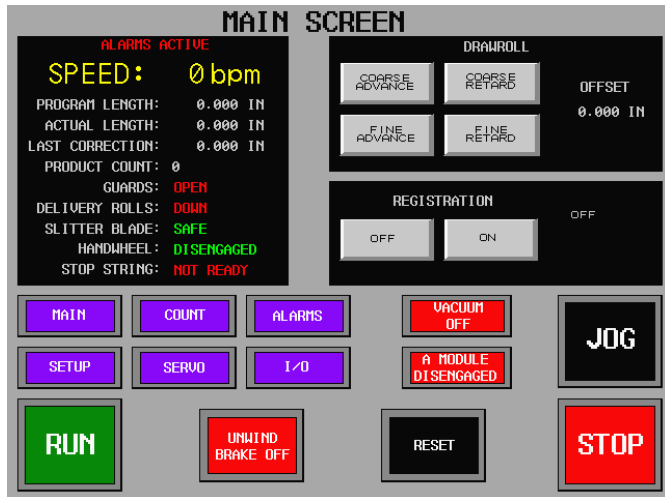 MAIN SCREEN
ALARMS ACTIVE
SPEED: 0 bpm
PROGRAM LENGTH: 0.000 IN
ACTUAL LENGTH: 0.000 IN
LAST CORRECTION: 0.000 IN
PRODUCT COUNT: 0
GUARDS: OPEN
DELIVERY ROLLS: DOWN
SLITTER BLADE: SAFE
HANDWHEEL: DISENGAGED
STOP STRING: NOT READY
DRAWROLL
COARSE
ADVANCE
COARSE
RETARD
FINE
ADVANCE
FINE
RETARD
OFFSET
0.000 IN
REGISTRATION
OFF
ON
OFF
MAIN
COUNT
ALARMS
SETUP
SERVO
I/O
VACUUM
OFF
A MODULE
DISENGAGED
JOG
RUN
UNWIND
BRAKE OFF
RESET
STOP